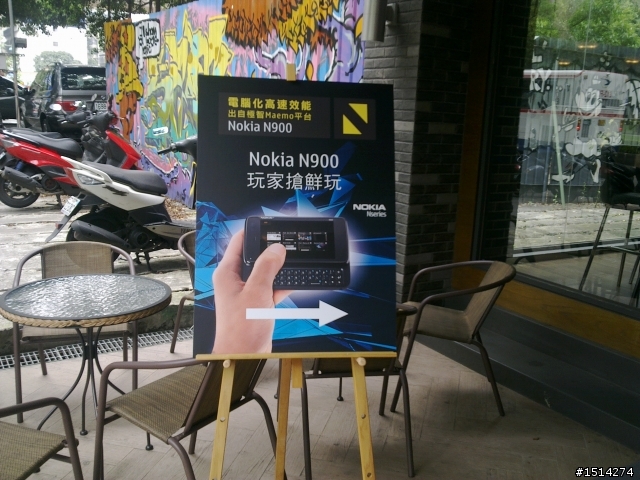 電腦化高速效能
出自極智Maemo平台
Nokia N900
Nokia N900
玩家搶鮮玩
NOKIA
Nseries
#1514274